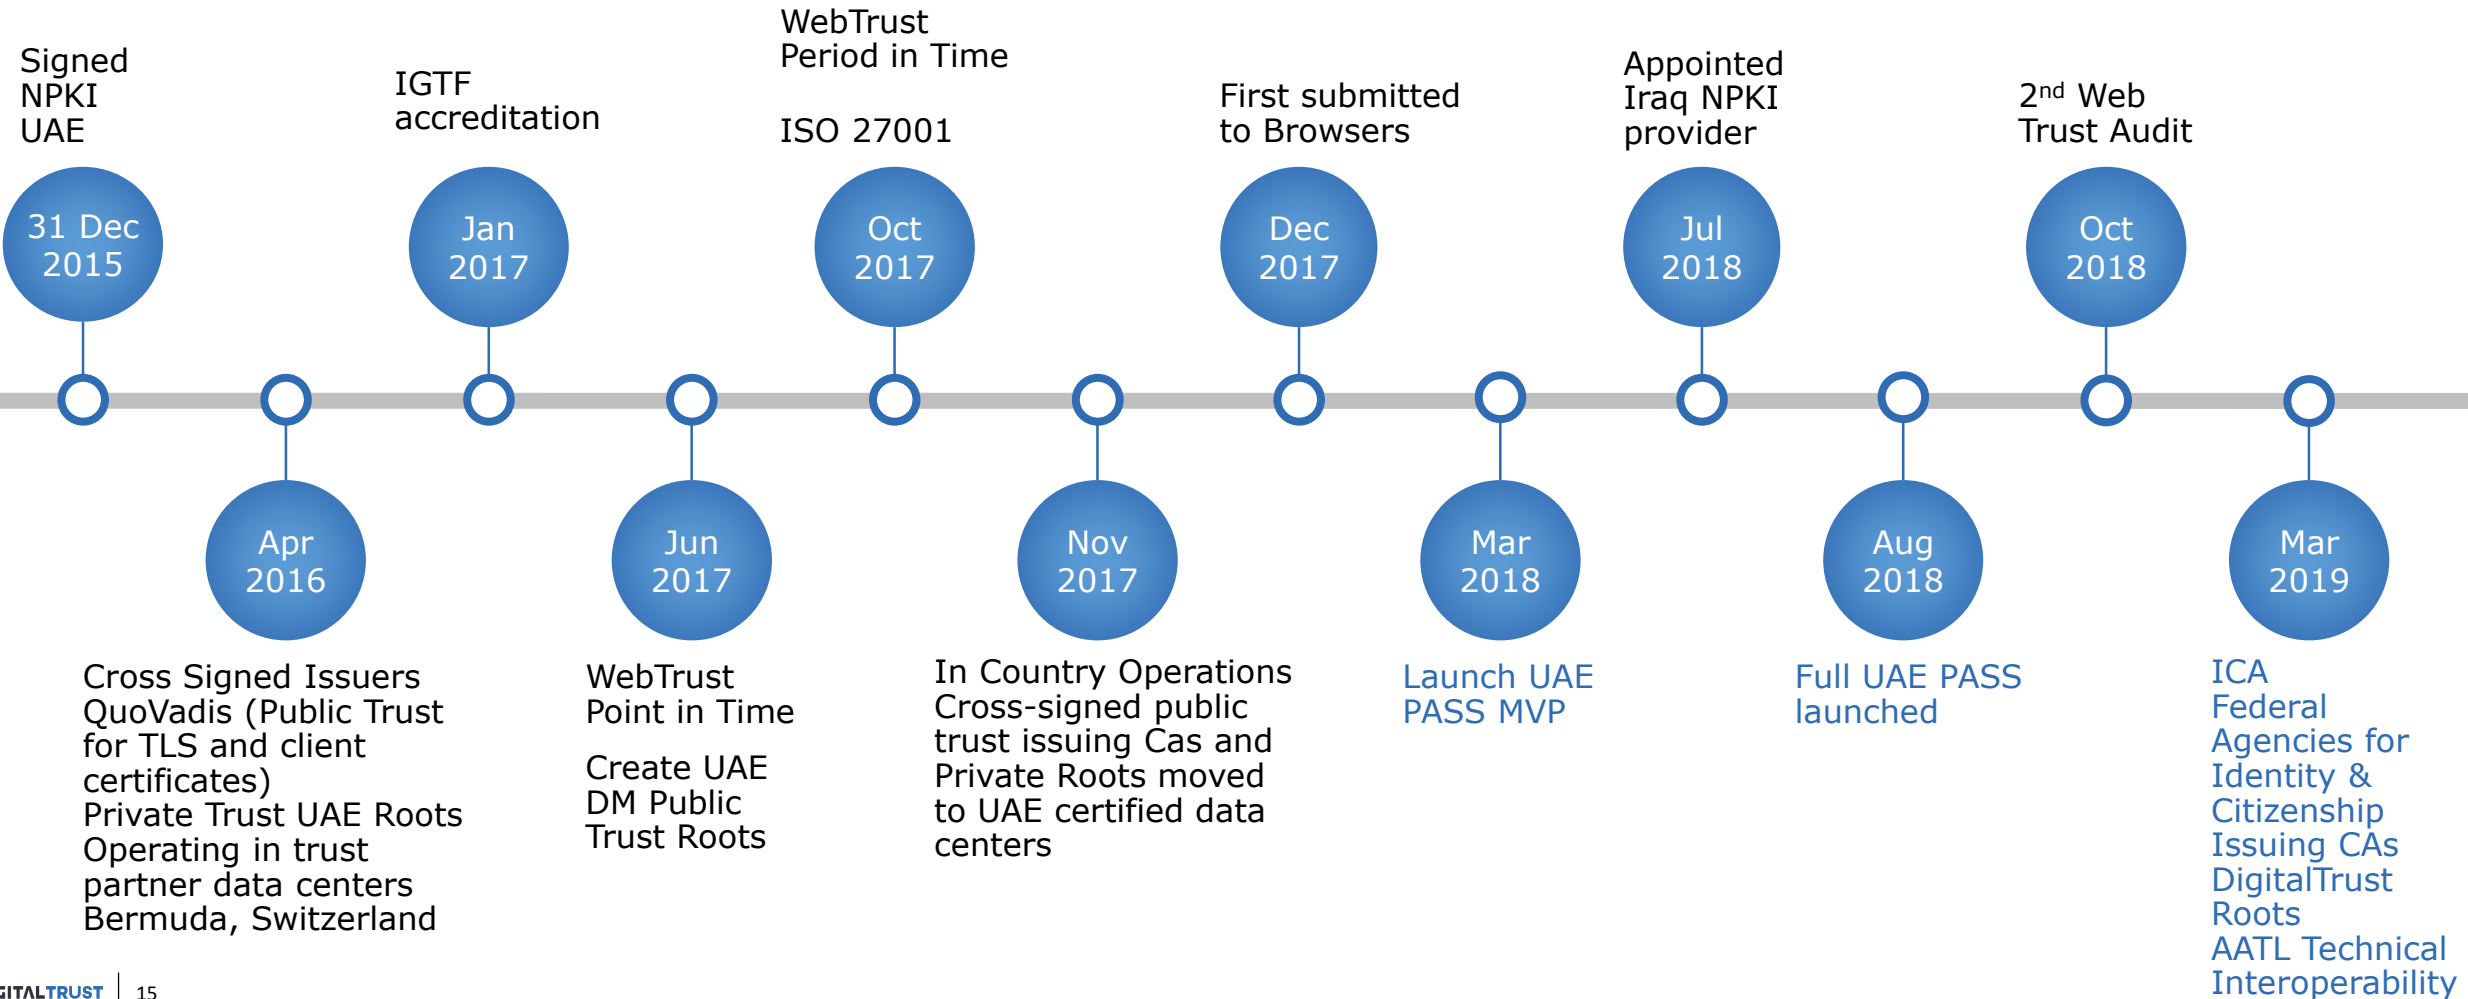 Signed
NPKI
UAE
31 Dec
2015
Apr
2016
Cross Signed Issuers
QuoVadis (Public Trust
for TLS and client
certificates)
Private Trust UAE Roots
Operating in trust
partner data centers
Bermuda, Switzerland
IGTF
accreditation
Jan
2017
Jun
2017
WebTrust
Point in Time
Create UAE
DM Public
Trust Roots
WebTrust
Period in Time
ISO 27001
Oct
2017
Nov
2017
In Country Operations
Cross-signed public
trust issuing Cas and
Private Roots moved
to UAE certified data
centers
First submitted
to Browsers
Dec
2017
Mar
2018
Launch UAE
PASS MVP
Appointed
Iraq NPKI
provider
Jul
2018
Aug
2018
Full UAE PASS
launched
2nd Web
Trust Audit
Oct
2018
Mar
2019
ICA
Federal
Agencies for
Identity &
Citizenship
Issuing CAs
DigitalTrust
Roots
AATL Technical
Interoperability
GITALTRUST
15